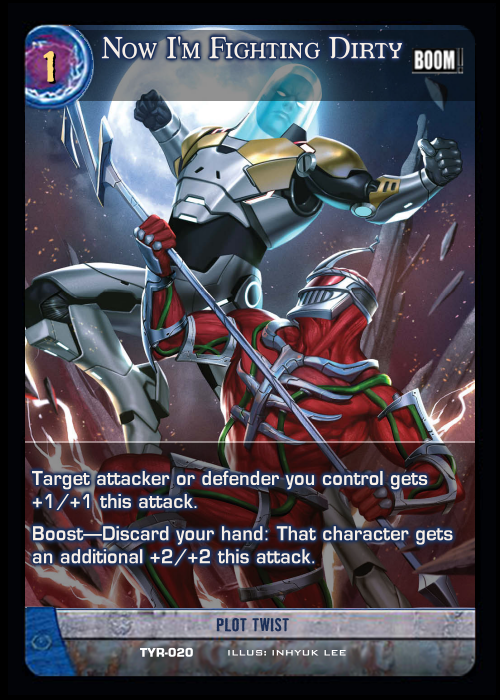 1
Now I'm Fighting Dirty
BOOM!
Target attacker or defender you control gets
+1/+1 this attack.
Boost—Discard your hand: That character gets
an additional +2/+2 this attack.
PLOT TWIST
TYR-020 ILLUS: INHYUK LEE